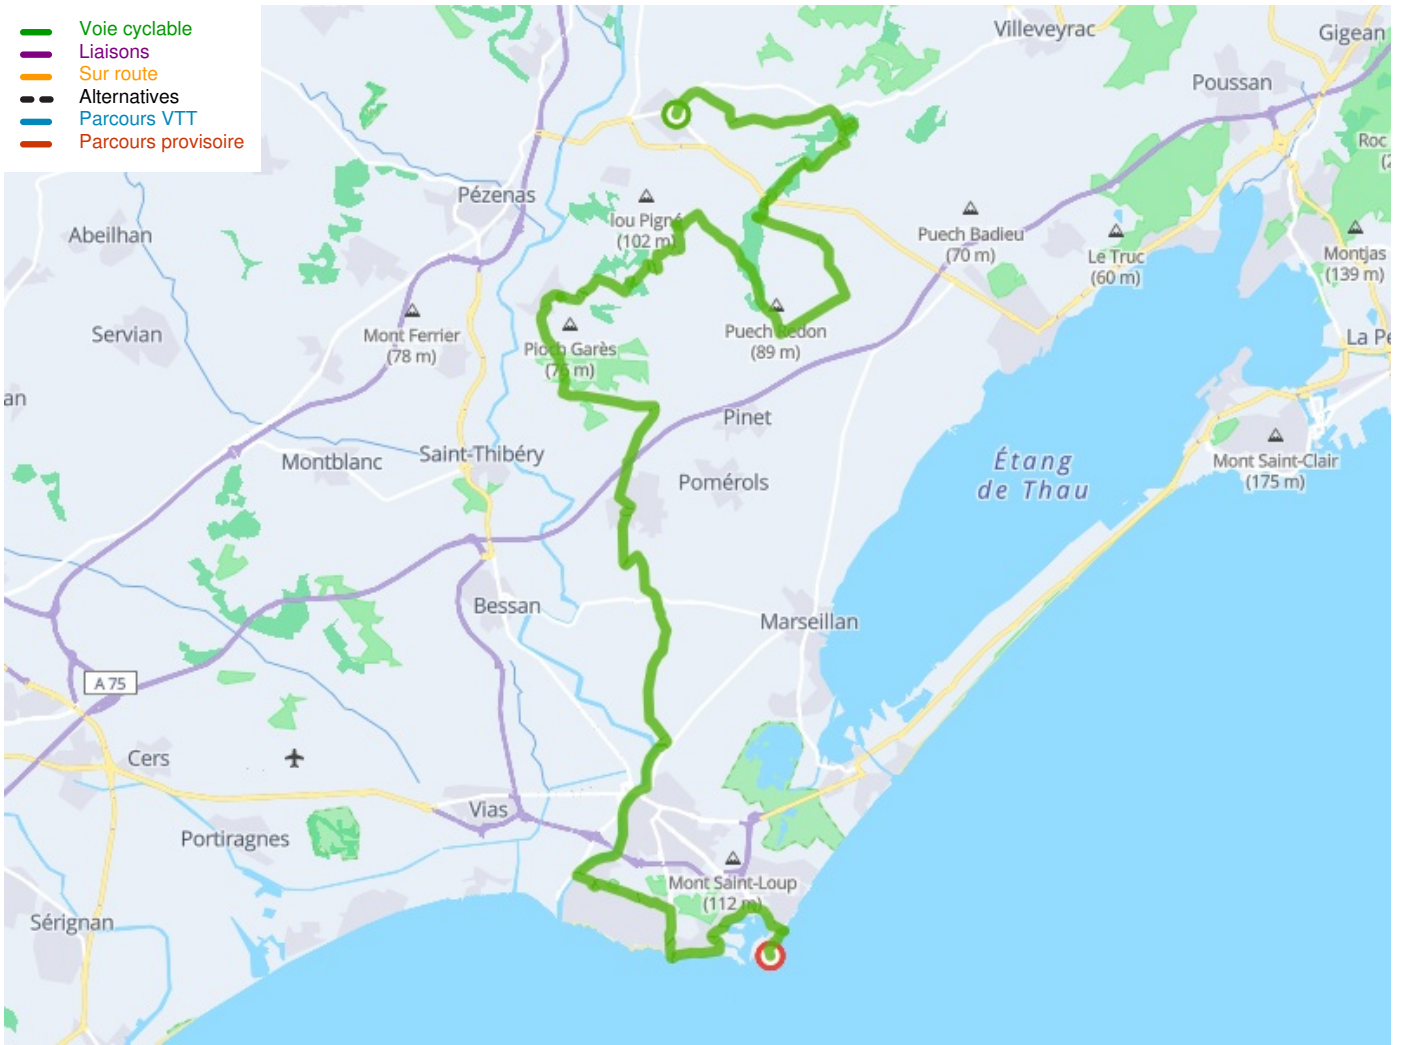 Voie cyclable
Liaisons
Sur route
Alternatives
Parcours VTT
Parcours provisoire
Villeveyrac
Gigean
Poussan
Roc
Pézenas
lou Pigné
(102 m)
Abeilhan
Puech Badieu
(70 m)
Le Truc
(60 m)
Montjas
(139 m)
Servian
Mont Ferrier
(78 m)
Pioch Garès
Puech Redon
(89 m)
La Pe
an
Pinet
Saint-Thibéry
Montblanc
Pomérols
Étang
de Thau
Mont Saint-Clair
(175 m)
Bessan
Marseillan
A 75
Cers
Vias
Portiragnes
Mont Saint-Loup
(112 m)
Sérignan